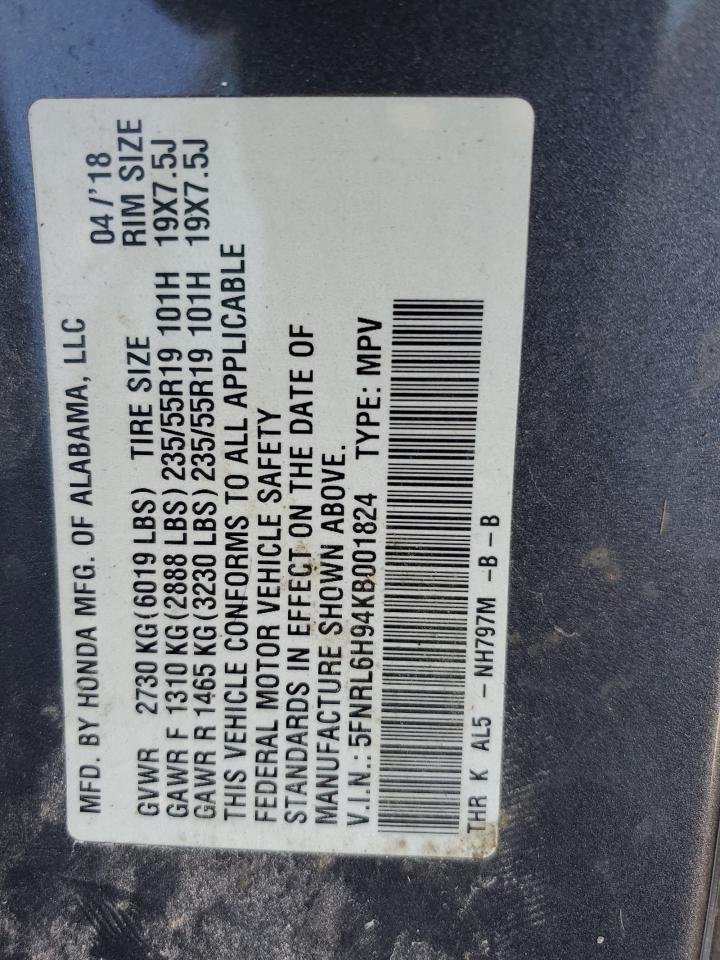 MFD. BY HONDA MFG. OF ALABAMA, LLC 04/'18
GVWR 2730 KG(6019 LBS) TIRE SIZE RIM SIZE
GAWR F 1310 KG(2888 LBS) 235/55R19 101H 19X7.5J
GAWR R 1465 KG(3230 LBS) 235/55R19 101H 19X7.5J
THIS VEHICLE CONFORMS TO ALL APPLICABLE
FEDERAL MOTOR VEHICLE SAFETY
STANDARDS IN EFFECT ON THE DATE OF
MANUFACTURE SHOWN ABOVE.
V.I.N.: 5FNRL6H94KB001824 TYPE: MPV
THR K AL5 - NH797M -B-B